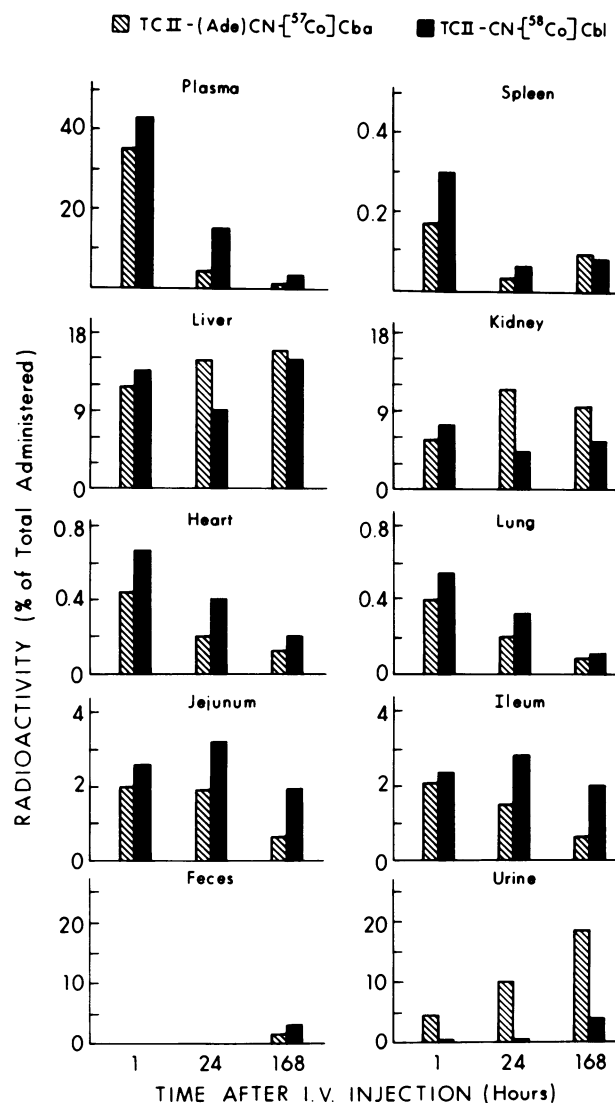 TC II-(Ade)CN-[⁵⁷Co]Cba TCII-CN-[⁵⁸Co]Cbl
Plasma Spleen
40 0.4
20 0.2
Liver Kidney
18 18
9 9
0 0
Heart Lung
0.8 0.8
0.4 0.4
0 0
Jejunum Ileum
4 4
2 2
0 0
Feces Urine
20 20
10 10
0 0
1 24 168 1 24 168
TIME AFTER I.V. INJECTION (Hours)
RADIOACTIVITY (% of Total Administered)